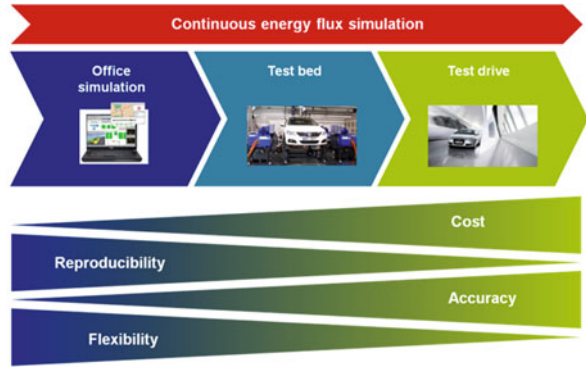 Continuous energy flux simulation
Office
simulation
Test bed
Test drive
Cost
Reproducibility
Accuracy
Flexibility